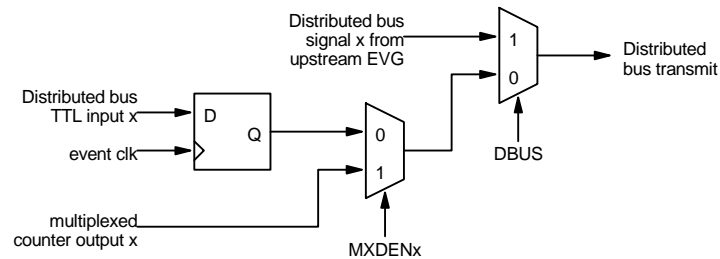 Distributed bus
signal x from
upstream EVG
1
0
Distributed
bus transmit
Distributed bus
TTL input x
D
Q
event clk
0
1
DBUS
multiplexed
counter output x
MXDENx